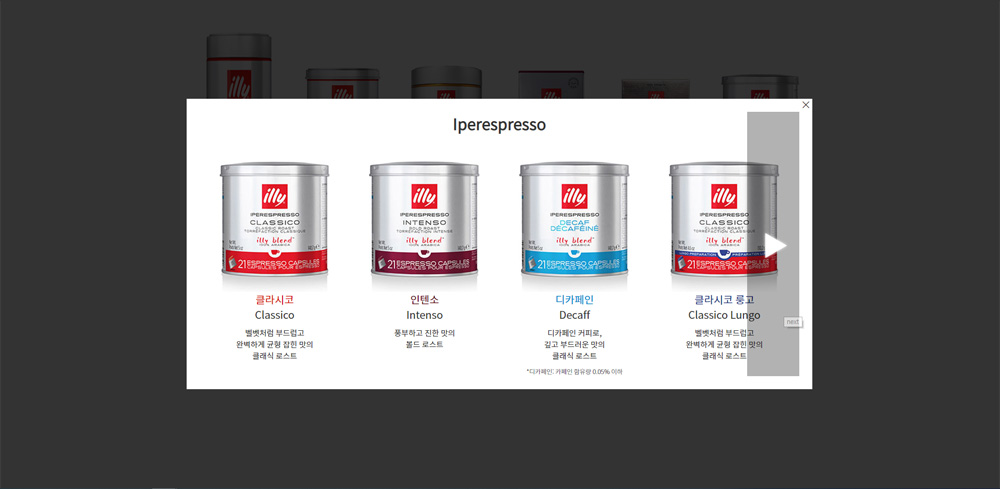 Iperespresso
illy
IPERESPRESSO
CLASSICO
CLASSIC ROAST
TORRÉFACTION CLASSIQUE
illy blend
100% ARABICA
21 ESPRESSO CAPSULES
CAPSULES POUR ESPRESSO
클라시코
Classico
벨벳처럼 부드럽고
완벽하게 균형 잡힌 맛의
클래식 로스트
illy
IPERESPRESSO
INTENSO
BOLD ROAST
TORRÉFACTION INTENSE
illy blend
100% ARABICA
21 ESPRESSO CAPSULES
CAPSULES POUR ESPRESSO
인텐소
Intenso
풍부하고 진한 맛의
볼드 로스트
illy
IPERESPRESSO
DECAF
DÉCAFÉINÉ
illy blend
100% ARABICA
21 ESPRESSO CAPSULES
CAPSULES POUR ESPRESSO
디카페인
Decaff
디카페인 커피로,
깊고 부드러운 맛의
클래식 로스트
*디카페인: 카페인 함유량 0.05% 이하
illy
IPERESPRESSO
CLASSICO
CLASSIC ROAST
TORRÉFACTION CLASSIQUE
illy blend
100% ARABICA
21 ESPRESSO CAPSULES
CAPSULES POUR ESPRESSO
클라시코 룽고
Classico Lungo
벨벳처럼 부드럽고
완벽하게 균형 잡힌 맛의
클래식 로스트
next